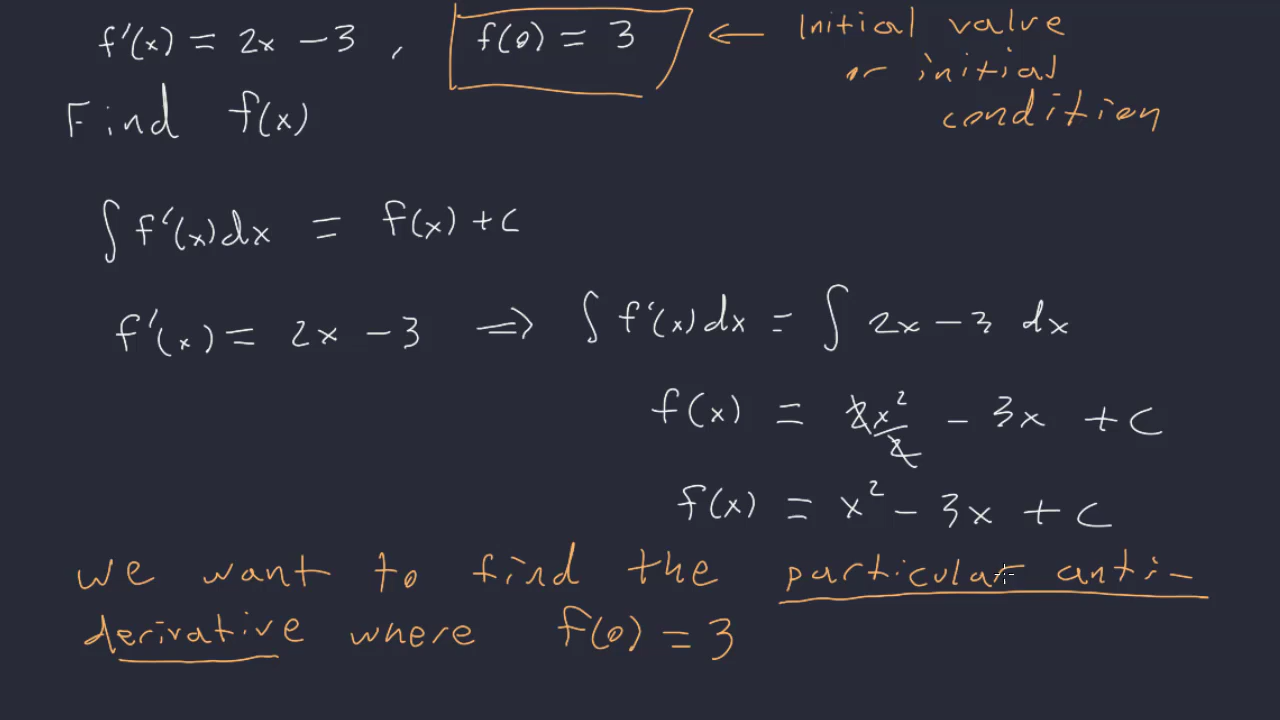 f'(x) = 2x - 3 , f(0) = 3 ← Initial value
or initial
condition
Find f(x)
∫ f'(x) dx = f(x) + c
f'(x) = 2x - 3 ⇒ ∫ f'(x) dx = ∫ 2x - 3 dx
f(x) = 2x²/2 - 3x + c
f(x) = x² - 3x + c
We want to find the particular anti-
derivative where f(0) = 3